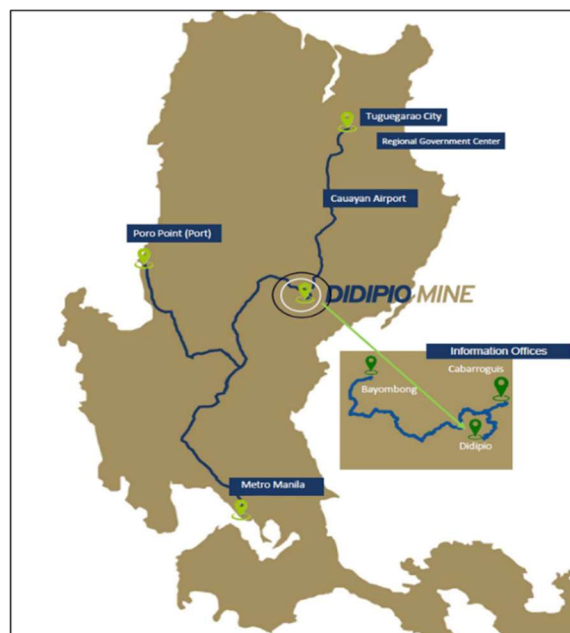 Tuguegarao City
Regional Government Center
Cauayan Airport
Poro Point (Port)
DIDIPIO MINE
Information Offices
Cabarroguis
Bayombong
Didipio
Metro Manila